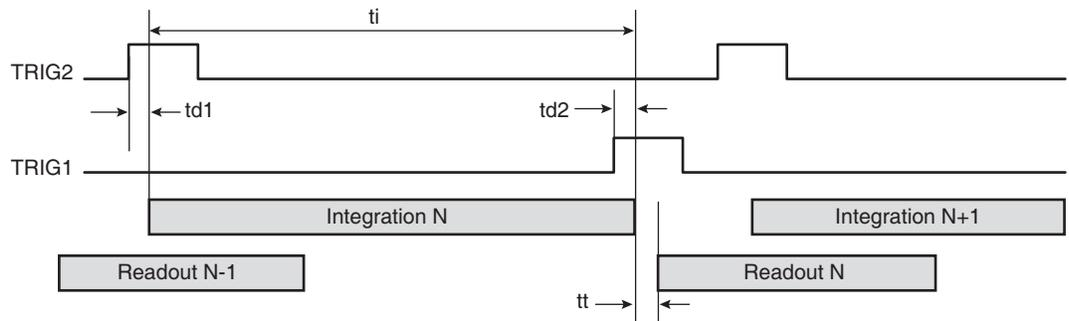 ti
TRIG2
td1
td2
TRIG1
Integration N
Integration N+1
Readout N-1
Readout N
tt